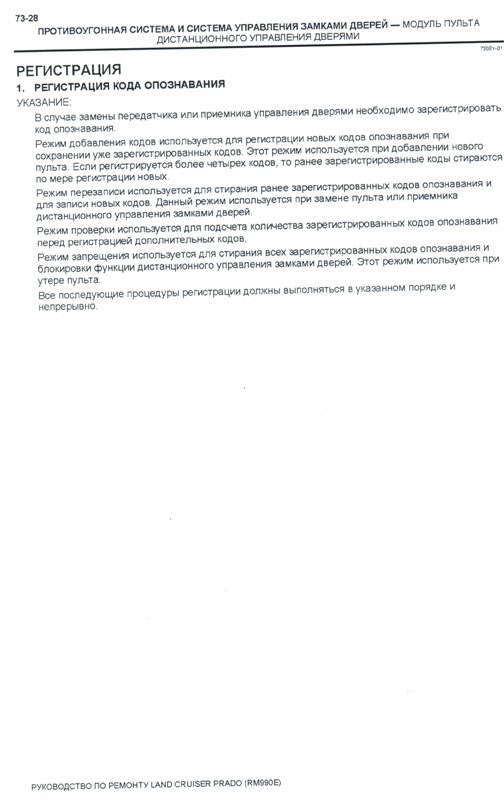 73-28
ПРОТИВОУГОННАЯ СИСТЕМА И СИСТЕМА УПРАВЛЕНИЯ ЗАМКАМИ ДВЕРЕЙ — МОДУЛЬ ПУЛЬТА
ДИСТАНЦИОННОГО УПРАВЛЕНИЯ ДВЕРЯМИ
730EV-01
РЕГИСТРАЦИЯ
1. РЕГИСТРАЦИЯ КОДА ОПОЗНАВАНИЯ
УКАЗАНИЕ:
В случае замены передатчика или приемника управления дверями необходимо зарегистрировать
код опознавания.
Режим добавления кодов используется для регистрации новых кодов опознавания при
сохранении уже зарегистрированных кодов. Этот режим используется при добавлении нового
пульта. Если регистрируется более четырех кодов, то ранее зарегистрированные коды стираются
по мере регистрации новых.
Режим перезаписи используется для стирания ранее зарегистрированных кодов опознавания и
для записи новых кодов. Данный режим используется при замене пульта или приемника
дистанционного управления замками дверей.
Режим проверки используется для подсчета количества зарегистрированных кодов опознавания
перед регистрацией дополнительных кодов.
Режим запрещения используется для стирания всех зарегистрированных кодов опознавания и
блокировки функции дистанционного управления замками дверей. Этот режим используется при
утере пульта.
Все последующие процедуры регистрации должны выполняться в указанном порядке и
непрерывно.
РУКОВОДСТВО ПО РЕМОНТУ LAND CRUISER PRADO (RM990E)